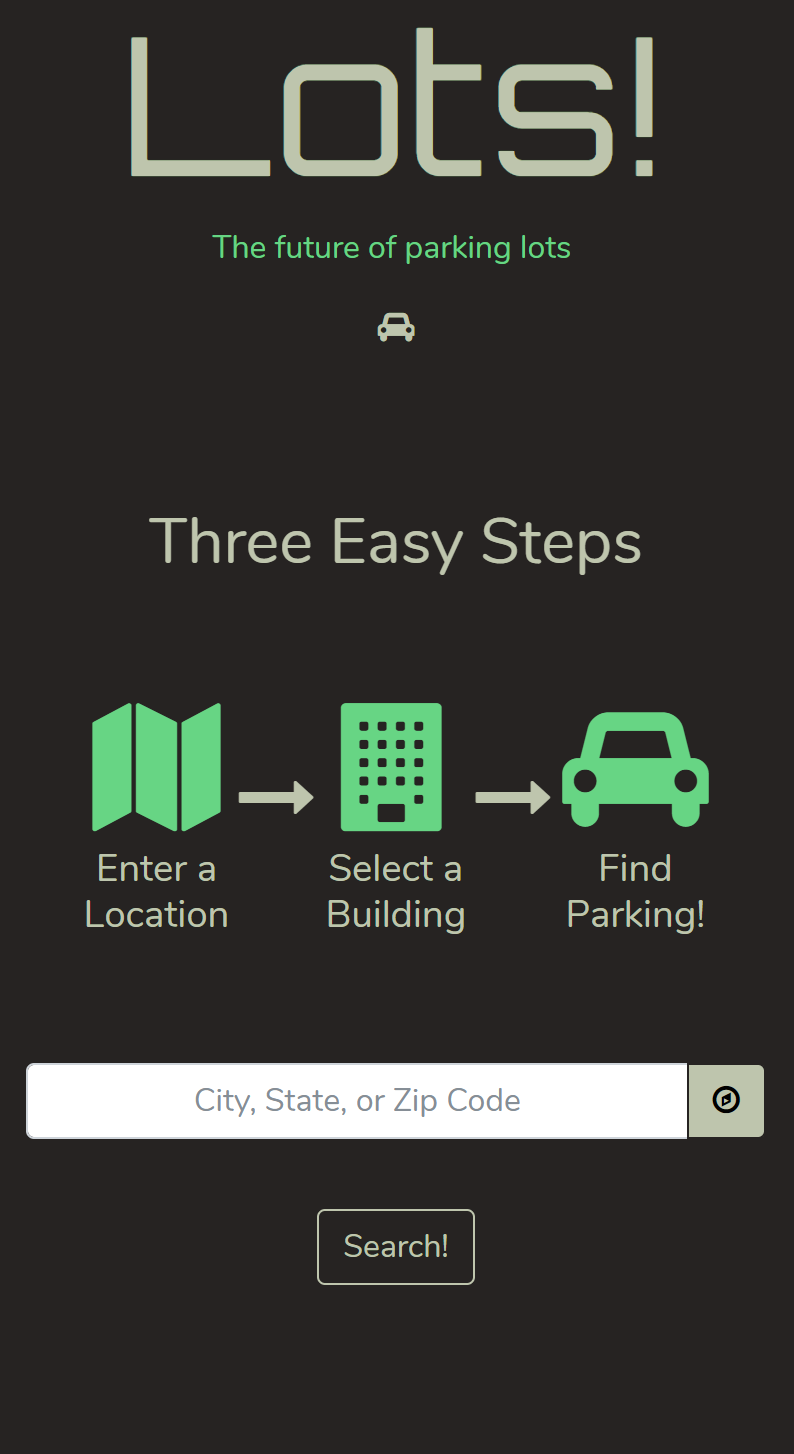 Lots!
The future of parking lots
Three Easy Steps
Enter a
Location
Select a
Building
Find
Parking!
City, State, or Zip Code
Search!